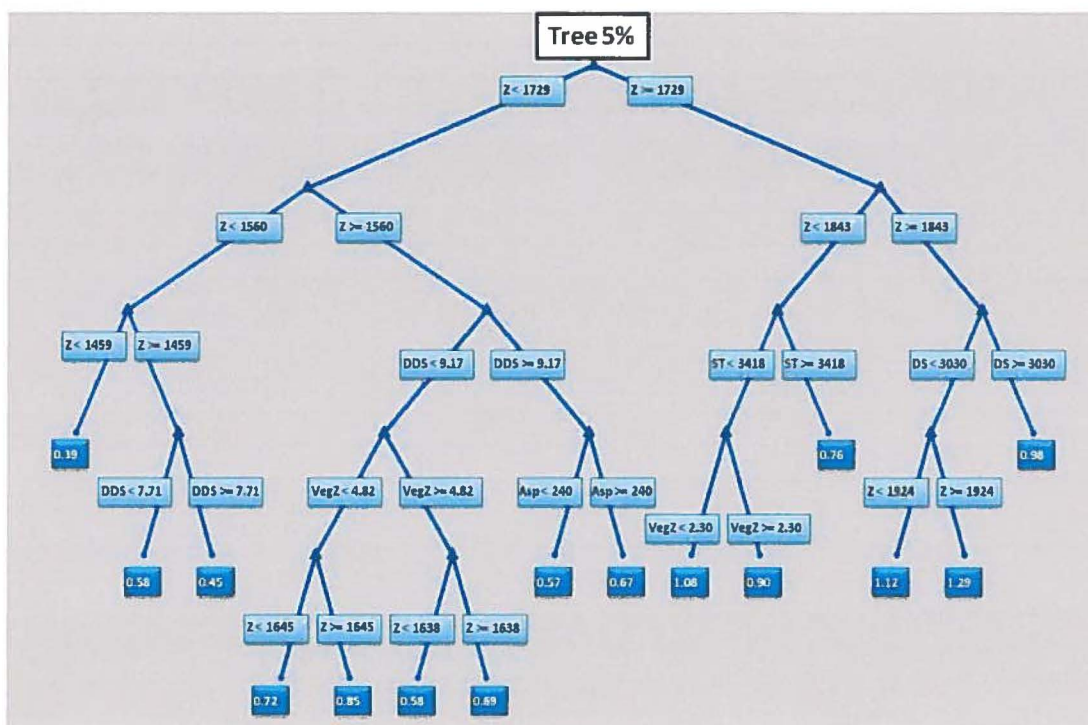 Tree 5%
Z < 1729 Z >= 1729
Z < 1560 Z >= 1560 Z < 1843 Z >= 1843
Z < 1459 Z >= 1459 DDS < 9.17 DDS >= 9.17 ST < 3418 ST >= 3418 DS < 3030 DS >= 3030
0.39 0.76 0.98
DDS < 7.71 DDS >= 7.71 VegZ < 4.82 VegZ >= 4.82 Asp < 240 Asp >= 240 Z < 1924 Z >= 1924
VegZ < 2.30 VegZ >= 2.30
0.58 0.45 0.57 0.67 1.08 0.90 1.12 1.29
Z < 1645 Z >= 1645 Z < 1638 Z >= 1638
0.72 0.85 0.58 0.69